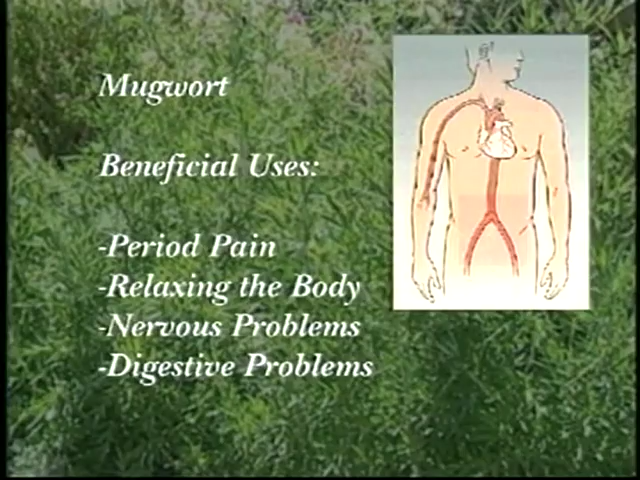 Mugwort
Beneficial Uses:
-Period Pain
-Relaxing the Body
-Nervous Problems
-Digestive Problems